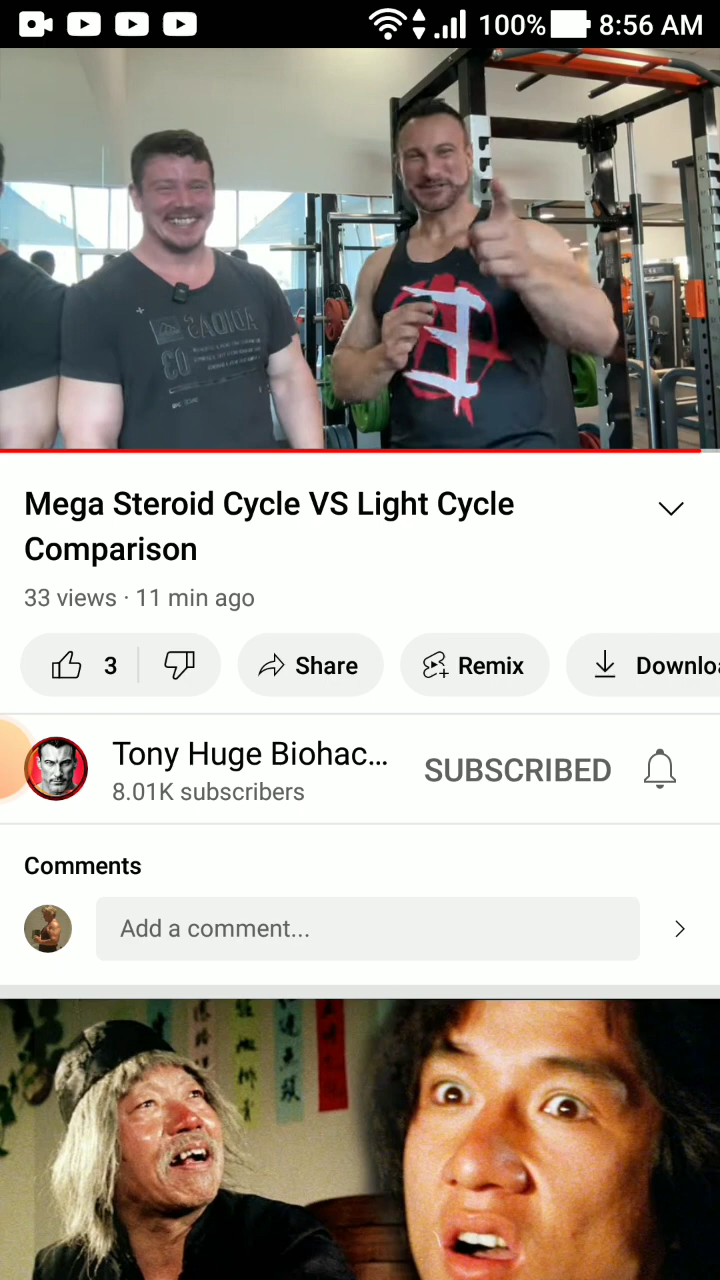 100% 8:56 AM
Mega Steroid Cycle VS Light Cycle
Comparison
33 views · 11 min ago
3
Share
Remix
Downloa
Tony Huge Biohac...
8.01K subscribers
SUBSCRIBED
Comments
Add a comment...